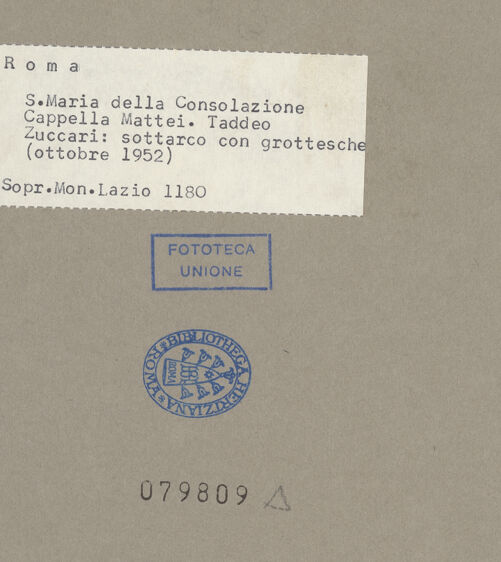 Roma
S.Maria della Consolazione
Cappella Mattei. Taddeo
Zuccari: sottarco con grottesche
(ottobre 1952)
Sopr.Mon.Lazio 1180
FOTOTECA
UNIONE
BIBLIOTHECA HERTZIANA * ROMA *
ROMA
079809